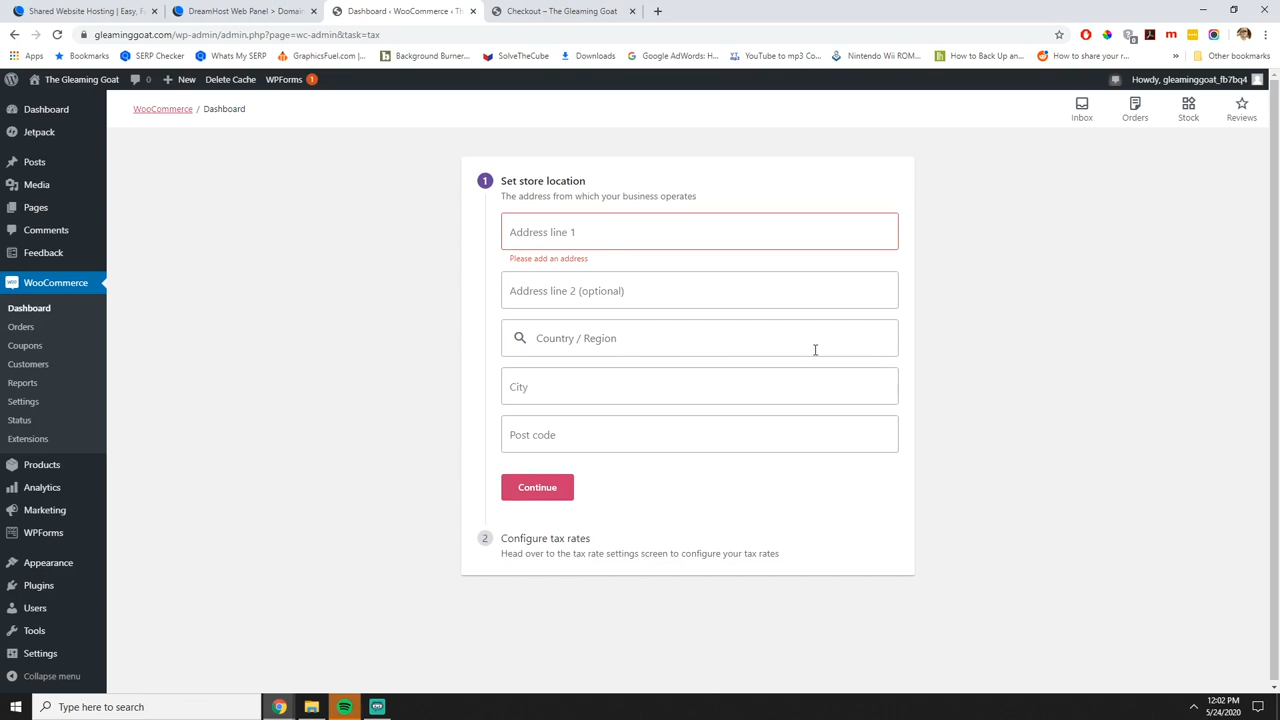 Shared Website Hosting | Easy, F
DreamHost Web Panel > Domain
Dashboard ‹ WooCommerce ‹ Th
Checkout – The Gleaming Goat
gleaminggoat.com/wp-admin/admin.php?page=wc-admin&task=tax
Apps
Bookmarks
SERP Checker
Whats My SERP
GraphicsFuel.com |...
Background Burner...
SolveTheCube
Downloads
Google AdWords: K...
YouTube to mp3 Co...
Nintendo Wii ROM...
How to Back Up an...
How to share your r...
»
Other bookmarks
The Gleaming Goat
0
+ New
Delete Cache
WPForms 1
Howdy, gleaminggoat_fb7bq4
Dashboard
Jetpack
Posts
Media
Pages
Comments
Feedback
WooCommerce
Dashboard
Orders
Coupons
Customers
Reports
Settings
Status
Extensions
Products
Analytics
Marketing
WPForms
Appearance
Plugins
Users
Tools
Settings
Collapse menu
WooCommerce / Dashboard
Inbox
Orders
Stock
Reviews
1 Set store location
The address from which your business operates
Address line 1
Please add an address
Address line 2 (optional)
Country / Region
City
Post code
Continue
2 Configure tax rates
Head over to the tax rate settings screen to configure your tax rates
Type here to search
12:02 PM
5/24/2020